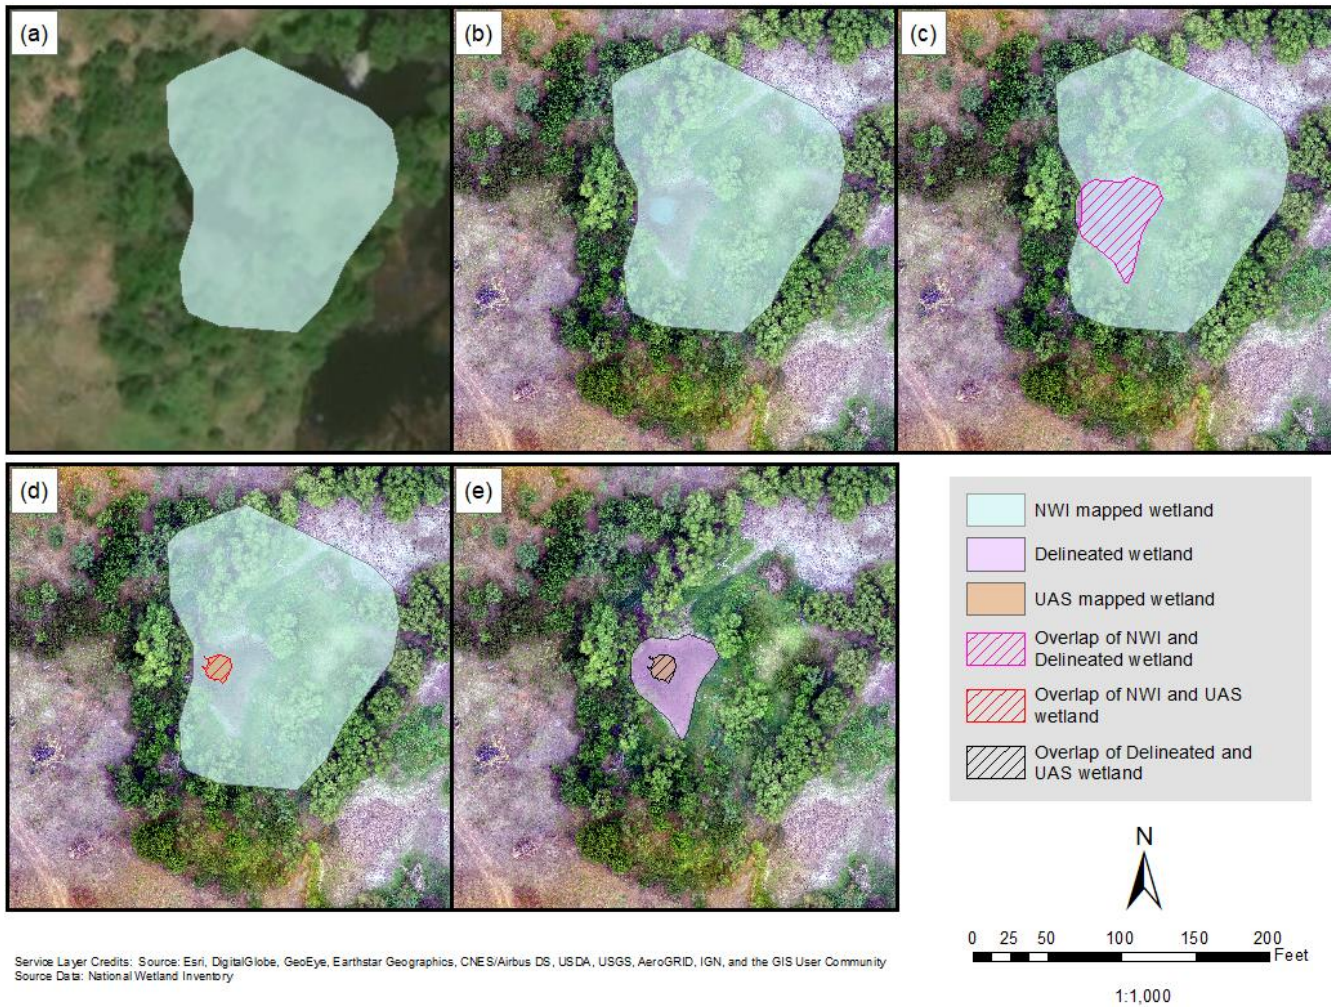 (a)
(b)
(c)
(d)
(e)
NWI mapped wetland
Delineated wetland
UAS mapped wetland
Overlap of NWI and
Delineated wetland
Overlap of NWI and UAS
wetland
Overlap of Delineated and
UAS wetland
N
0 25 50 100 150 200
Feet
1:1,000
Service Layer Credits: Source: Esri, DigitalGlobe, GeoEye, Earthstar Geographics, CNES/Airbus DS, USDA, USGS, AeroGRID, IGN, and the GIS User Community
Source Data: National Wetland Inventory